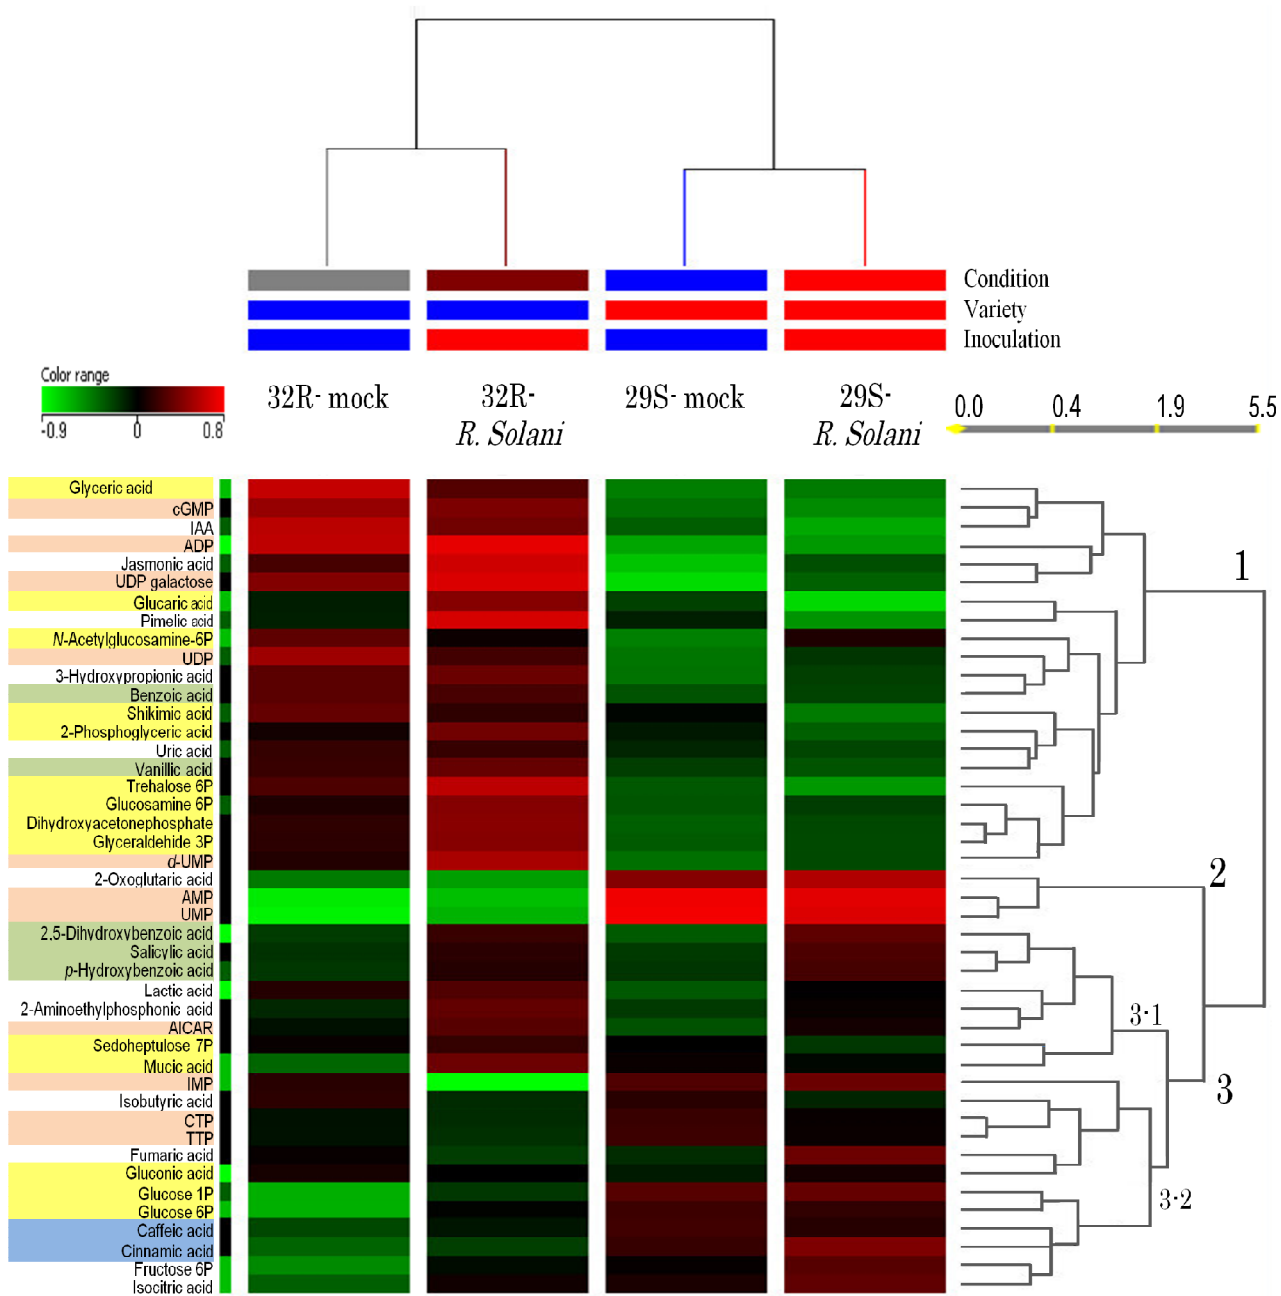 Condition
Variety
Inoculation
Color range
-0.9 0 0.8
32R- mock
32R-
R. Solani
29S- mock
29S-
R. Solani
0.0 0.4 1.9 5.5
Glyceric acid
cGMP
IAA
ADP
Jasmonic acid
UDP galactose
Glucaric acid
Pimelic acid
N-Acetylglucosamine-6P
UDP
3-Hydroxypropionic acid
Benzoic acid
Shikimic acid
2-Phosphoglyceric acid
Uric acid
Vanillic acid
Trehalose 6P
Glucosamine 6P
Dihydroxyacetonephosphate
Glyceraldehide 3P
d-UMP
2-Oxoglutaric acid
AMP
UMP
2.5-Dihydroxybenzoic acid
Salicylic acid
p-Hydroxybenzoic acid
Lactic acid
2-Aminoethylphosphonic acid
AICAR
Sedoheptulose 7P
Mucic acid
IMP
Isobutyric acid
CTP
TTP
Fumaric acid
Gluconic acid
Glucose 1P
Glucose 6P
Caffeic acid
Cinnamic acid
Fructose 6P
Isocitric acid
1
2
3-1
3
3-2